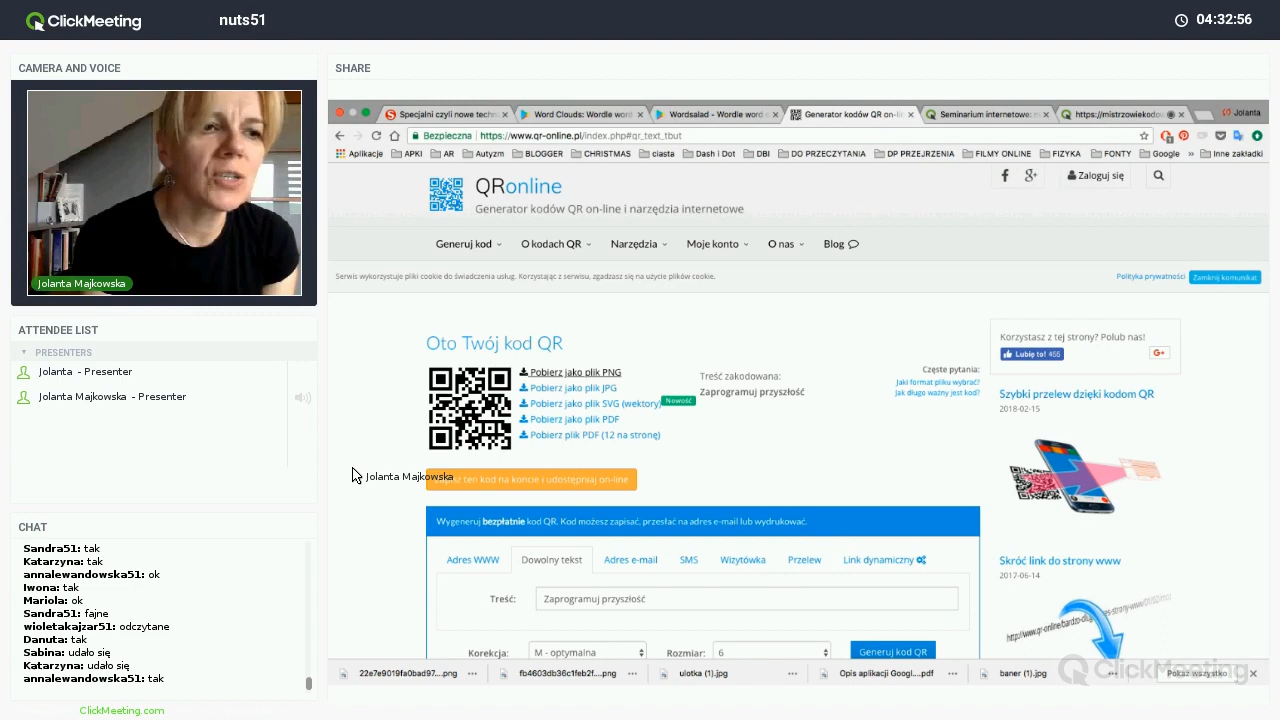 ClickMeeting
nuts51
04:32:56
CAMERA AND VOICE
Jolanta Majkowska
ATTENDEE LIST
PRESENTERS
Jolanta - Presenter
Jolanta Majkowska - Presenter
CHAT
Sandra51: tak
Katarzyna: tak
annalewandowska51: ok
Iwona: tak
Mariola: ok
Sandra51: fajne
wioletakajzar51: odczytane
Danuta: tak
Sabina: udało się
Katarzyna: udało się
annalewandowska51: tak
ClickMeeting.com
SHARE
Specjalni czyli nowe techn
Word Clouds: Wordle word
Wordsalad - Wordle word c
Generator kodów QR on-li
Seminarium internetowe: m
https://mistrzowiekodow
Jolanta
Bezpieczna
https://www.qr-online.pl/index.php#qr_text_tbut
Aplikacje APKI AR Autyzm BLOGGER CHRISTMAS ciasta Dash i Dot DBI DO PRZECZYTANIA DP PRZEJRZENIA FILMY ONLINE FIZYKA FONTY Google » Inne zakładki
QRonline
Generator kodów QR on-line i narzędzia internetowe
Zaloguj się
Generuj kod O kodach QR Narzędzia Moje konto O nas Blog
Serwis wykorzystuje pliki cookie do świadczenia usług. Korzystając z serwisu, zgadzasz się na użycie plików cookie.
Polityka prywatności Zamknij komunikat
Oto Twój kod QR
Pobierz jako plik PNG
Pobierz jako plik JPG
Pobierz jako plik SVG (wektory) Nowość
Pobierz jako plik PDF
Pobierz plik PDF (12 na stronę)
Treść zakodowana:
Zaprogramuj przyszłość
Częste pytania:
Jaki format pliku wybrać?
Jak długo ważny jest kod?
Jolanta Majkowska
ten kod na koncie i udostępniaj on-line
Wygeneruj bezpłatnie kod QR. Kod możesz zapisać, przesłać na adres e-mail lub wydrukować.
Adres WWW Dowolny tekst Adres e-mail SMS Wizytówka Przelew Link dynamiczny
Treść: Zaprogramuj przyszłość
Korekcja: M - optymalna Rozmiar: 6 Generuj kod QR
Korzystasz z tej strony? Polub nas!
Lubię to! 455
G+
Szybki przelew dzięki kodom QR
2018-02-15
Skróć link do strony www
2017-06-14
22e7e9019fa0bad97....png
fb4603db36c1feb2f....png
ulotka (1).jpg
Opis aplikacji Googl....pdf
baner (1).jpg
Pokaż wszystko
ClickMeeting